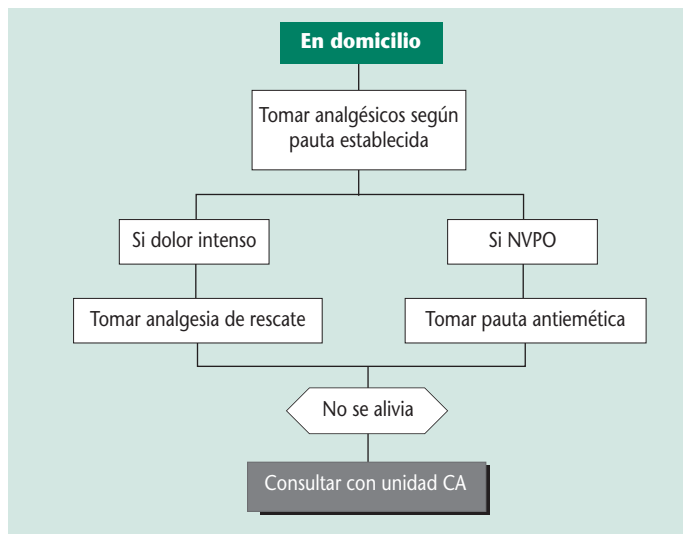 En domicilio
Tomar analgésicos según
pauta establecida
Si dolor intenso
Si NVPO
Tomar analgesia de rescate
Tomar pauta antiemética
No se alivia
Consultar con unidad CA